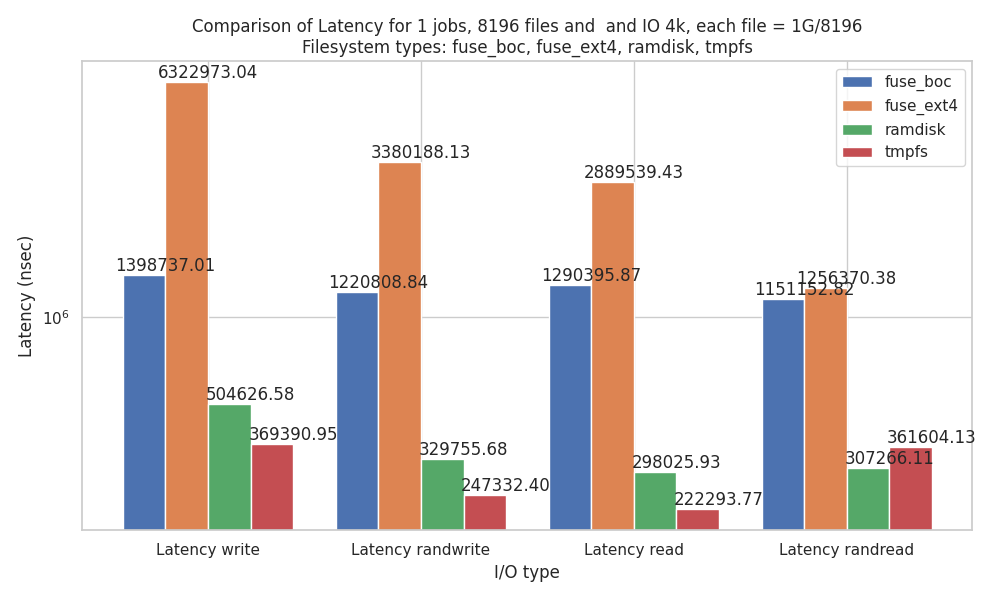 Comparison of Latency for 1 jobs, 8196 files and  and IO 4k, each file = 1G/8196
Filesystem types: fuse_boc, fuse_ext4, ramdisk, tmpfs
fuse_boc
fuse_ext4
ramdisk
tmpfs
Latency (nsec)
10⁶
1398737.01
6322973.04
504626.58
369390.95
1220808.84
3380188.13
329755.68
247332.40
1290395.87
2889539.43
298025.93
222293.77
1151152.82
1256370.38
307266.11
361604.13
Latency write
Latency randwrite
Latency read
Latency randread
I/O type